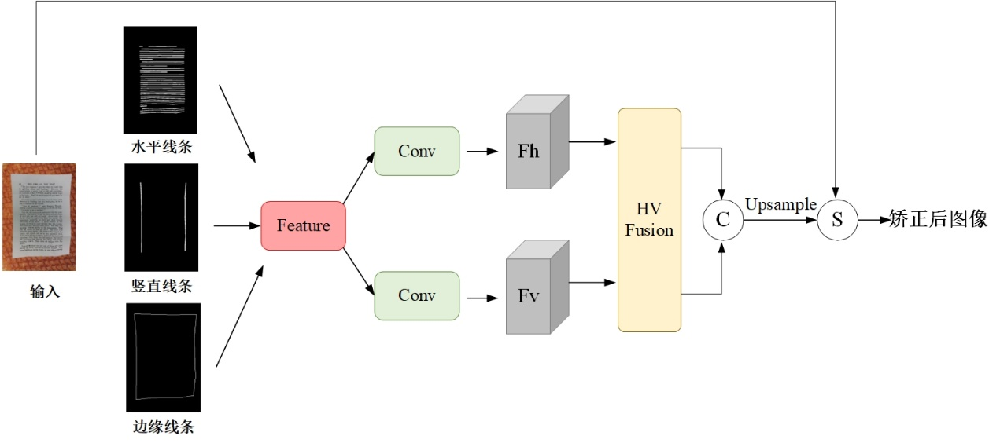 水平线条
输入
竖直线条
边缘线条
Feature
Conv
Conv
Fh
Fv
HV
Fusion
C
Upsample
S
矫正后图像